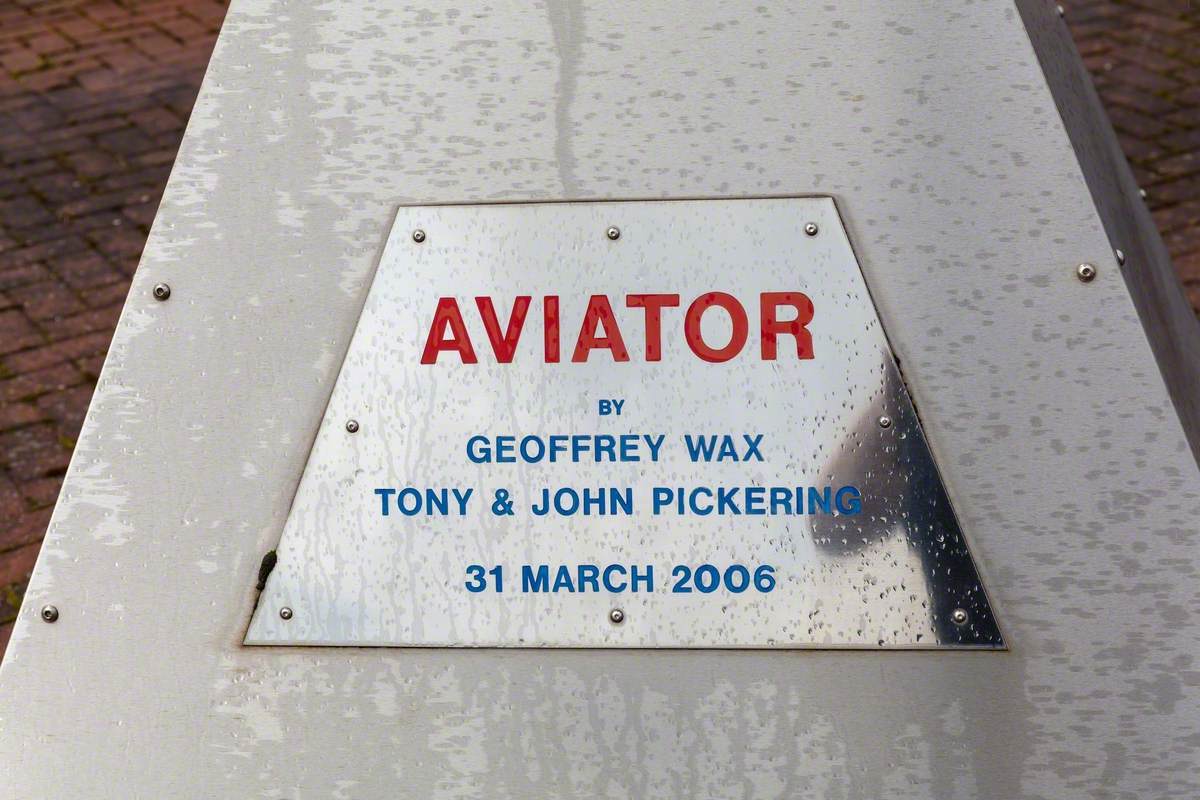 AVIATOR
BY
GEOFFREY WAX
TONY & JOHN PICKERING
31 MARCH 2006